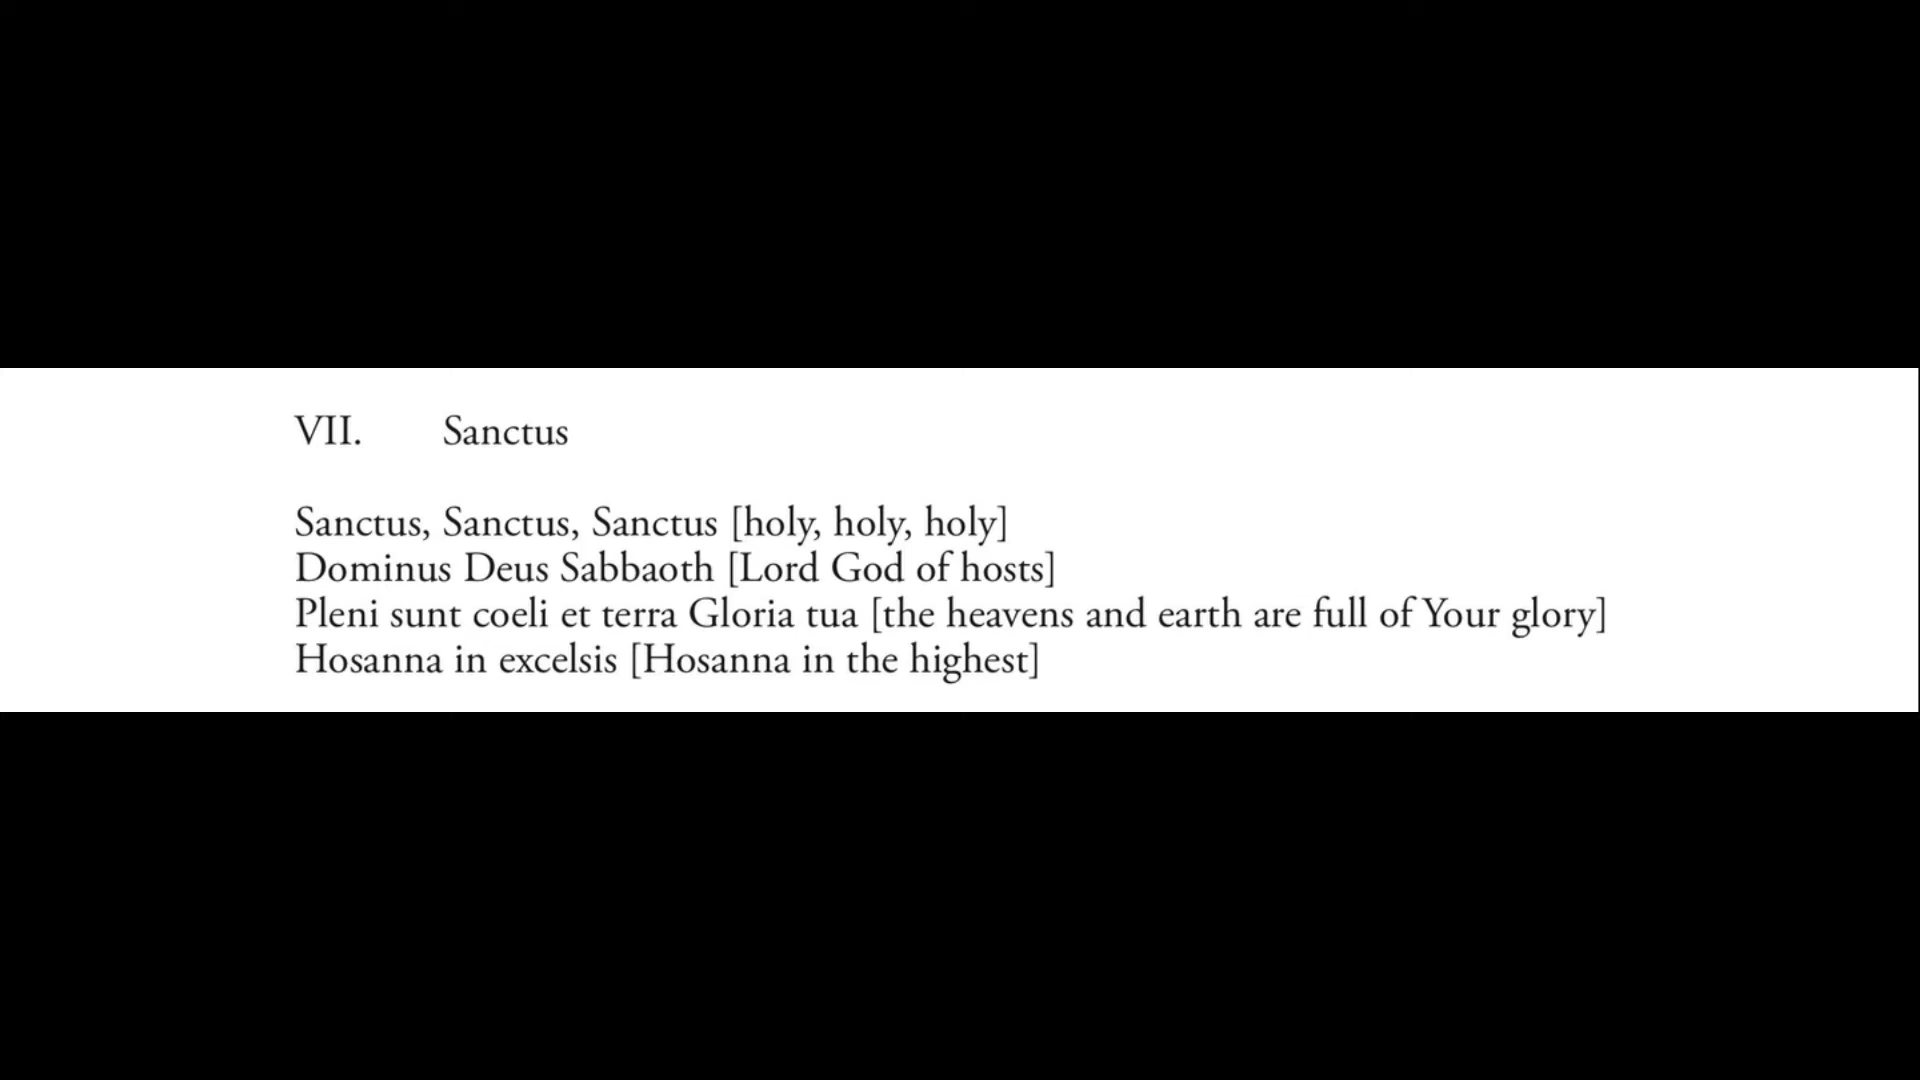 VII. Sanctus
Sanctus, Sanctus, Sanctus [holy, holy, holy]
Dominus Deus Sabbaoth [Lord God of hosts]
Pleni sunt coeli et terra Gloria tua [the heavens and earth are full of Your glory]
Hosanna in excelsis [Hosanna in the highest]